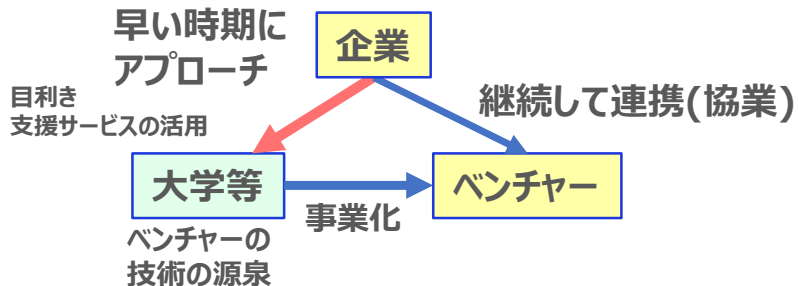 早い時期に
アプローチ
企業
目利き
支援サービスの活用
継続して連携(協業)
大学等
ベンチャー
事業化
ベンチャーの
技術の源泉